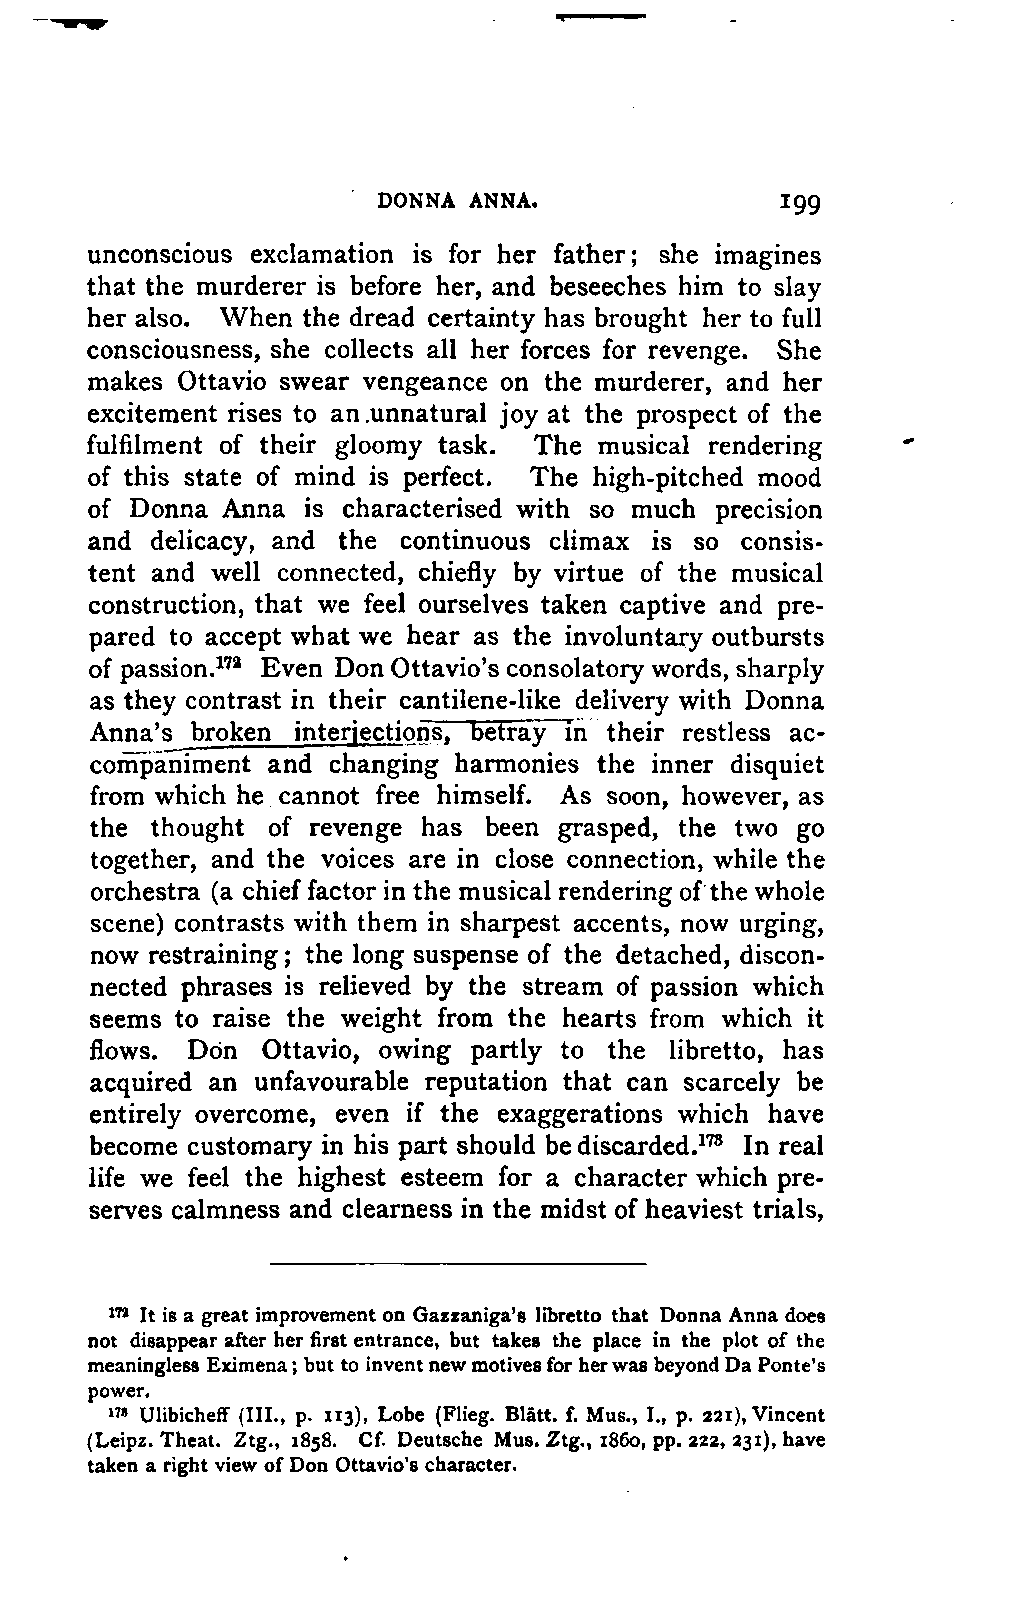 DONNA ANNA. 199
unconscious exclamation is for her father; she imagines
that the murderer is before her, and beseeches him to slay
her also. When the dread certainty has brought her to full
consciousness, she collects all her forces for revenge. She
makes Ottavio swear vengeance on the murderer, and her
excitement rises to an unnatural joy at the prospect of the
fulfilment of their gloomy task. The musical rendering
of this state of mind is perfect. The high-pitched mood
of Donna Anna is characterised with so much precision
and delicacy, and the continuous climax is so consis-
tent and well connected, chiefly by virtue of the musical
construction, that we feel ourselves taken captive and pre-
pared to accept what we hear as the involuntary outbursts
of passion.¹⁷² Even Don Ottavio's consolatory words, sharply
as they contrast in their cantilene-like delivery with Donna
Anna's broken interjections, betray in their restless ac-
companiment and changing harmonies the inner disquiet
from which he cannot free himself. As soon, however, as
the thought of revenge has been grasped, the two go
together, and the voices are in close connection, while the
orchestra (a chief factor in the musical rendering of the whole
scene) contrasts with them in sharpest accents, now urging,
now restraining; the long suspense of the detached, discon-
nected phrases is relieved by the stream of passion which
seems to raise the weight from the hearts from which it
flows. Don Ottavio, owing partly to the libretto, has
acquired an unfavourable reputation that can scarcely be
entirely overcome, even if the exaggerations which have
become customary in his part should be discarded.¹⁷³ In real
life we feel the highest esteem for a character which pre-
serves calmness and clearness in the midst of heaviest trials,
¹⁷² It is a great improvement on Gazzaniga's libretto that Donna Anna does
not disappear after her first entrance, but takes the place in the plot of the
meaningless Eximena; but to invent new motives for her was beyond Da Ponte's
power.
¹⁷³ Ulibicheff (III., p. 113), Lobe (Flieg. Blätt. f. Mus., I., p. 221), Vincent
(Leipz. Theat. Ztg., 1858. Cf. Deutsche Mus. Ztg., 1860, pp. 222, 231), have
taken a right view of Don Ottavio's character.